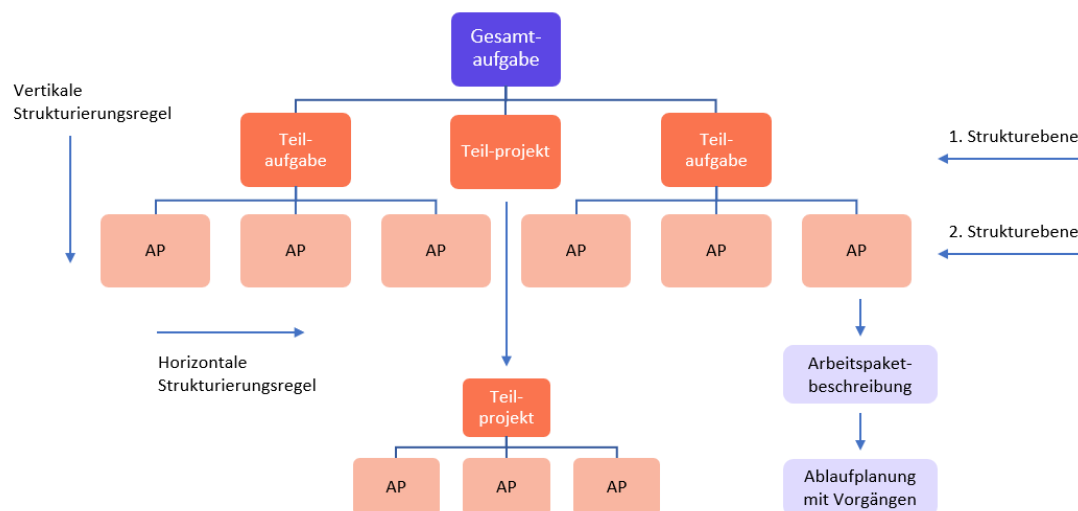 Gesamt-
aufgabe
Vertikale
Strukturierungsregel
Teil-
aufgabe
Teil-projekt
Teil-
aufgabe
1. Strukturebene
AP
AP
AP
AP
AP
AP
2. Strukturebene
Horizontale
Strukturierungsregel
Arbeitspaket-
beschreibung
Teil-
projekt
AP
AP
AP
Ablaufplanung
mit Vorgängen